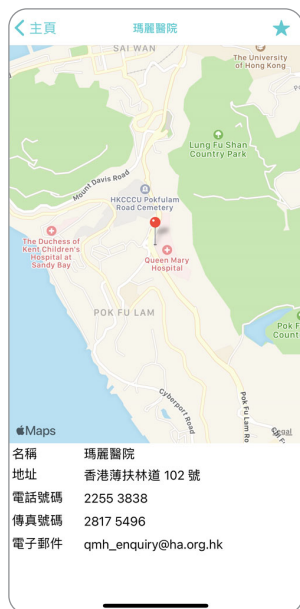 主頁
瑪麗醫院
SAI WAN
The University
of Hong Kong
Lung Fu Shan
Country Park
Mount Davis Road
HKCCCU Pokfulam
Road Cemetery
The Duchess of
Kent Children's
Hospital at
Sandy Bay
Queen Mary
Hospital
POK FU LAM
Pok F
Count
Cyberport Road
Pok Fu Lam Ro
Maps
Legal
名稱 瑪麗醫院
地址 香港薄扶林道 102 號
電話號碼 2255 3838
傳真號碼 2817 5496
電子郵件 qmh_enquiry@ha.org.hk